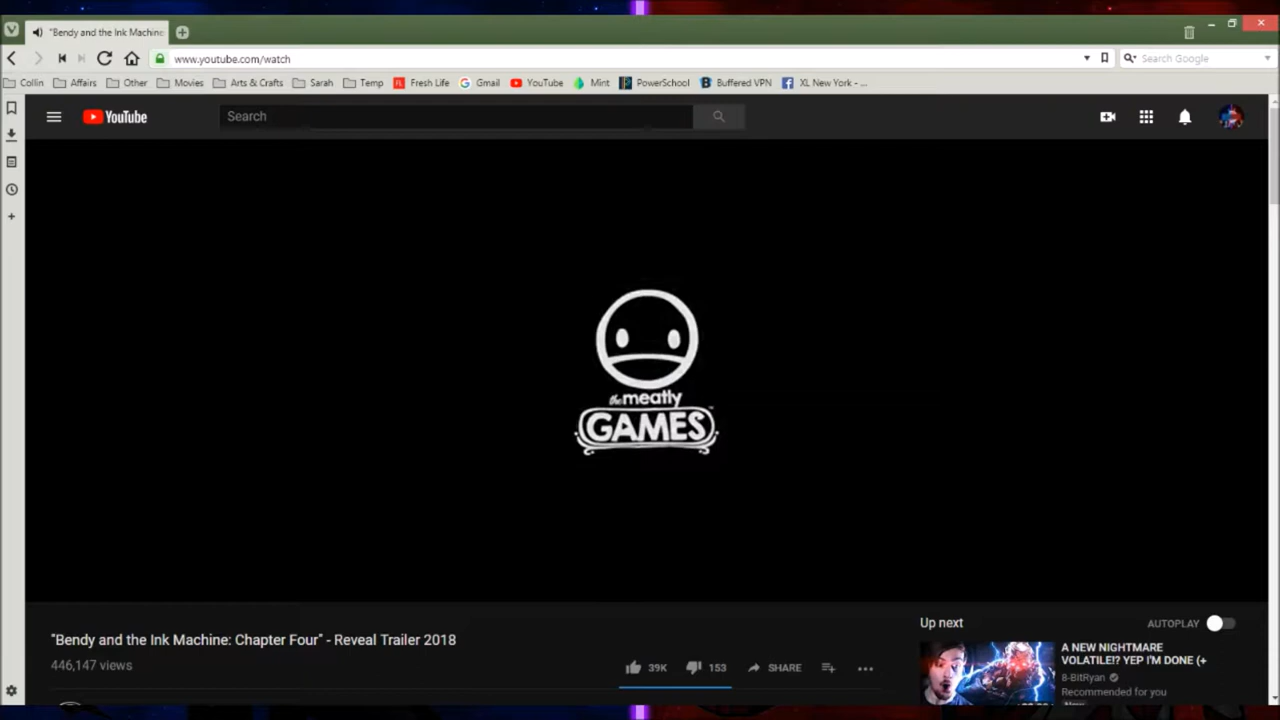 "Bendy and the Ink Machine
www.youtube.com/watch
Search Google
Collin Affairs Other Movies Arts & Crafts Sarah Temp Fresh Life Gmail YouTube Mint PowerSchool Buffered VPN XL New York - ...
YouTube
Search
the meatly
GAMES
"Bendy and the Ink Machine: Chapter Four" - Reveal Trailer 2018
446,147 views
39K 153 SHARE
Up next
AUTOPLAY
A NEW NIGHTMARE
VOLATILE!? YEP I'M DONE (+
8-BitRyan
Recommended for you
New